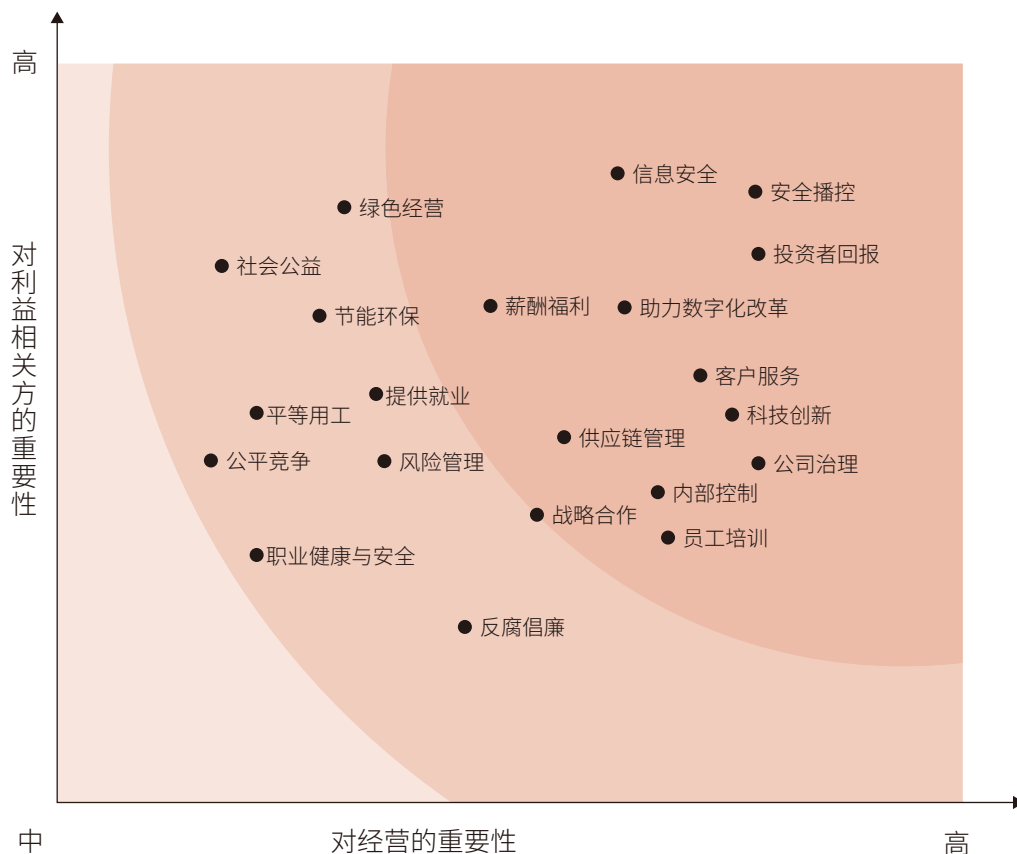 高
信息安全
安全播控
绿色经营
投资者回报
社会公益
薪酬福利
助力数字化改革
节能环保
客户服务
提供就业
平等用工
科技创新
供应链管理
公平竞争
风险管理
公司治理
内部控制
战略合作
员工培训
职业健康与安全
反腐倡廉
对利益相关方的重要性
中
对经营的重要性
高